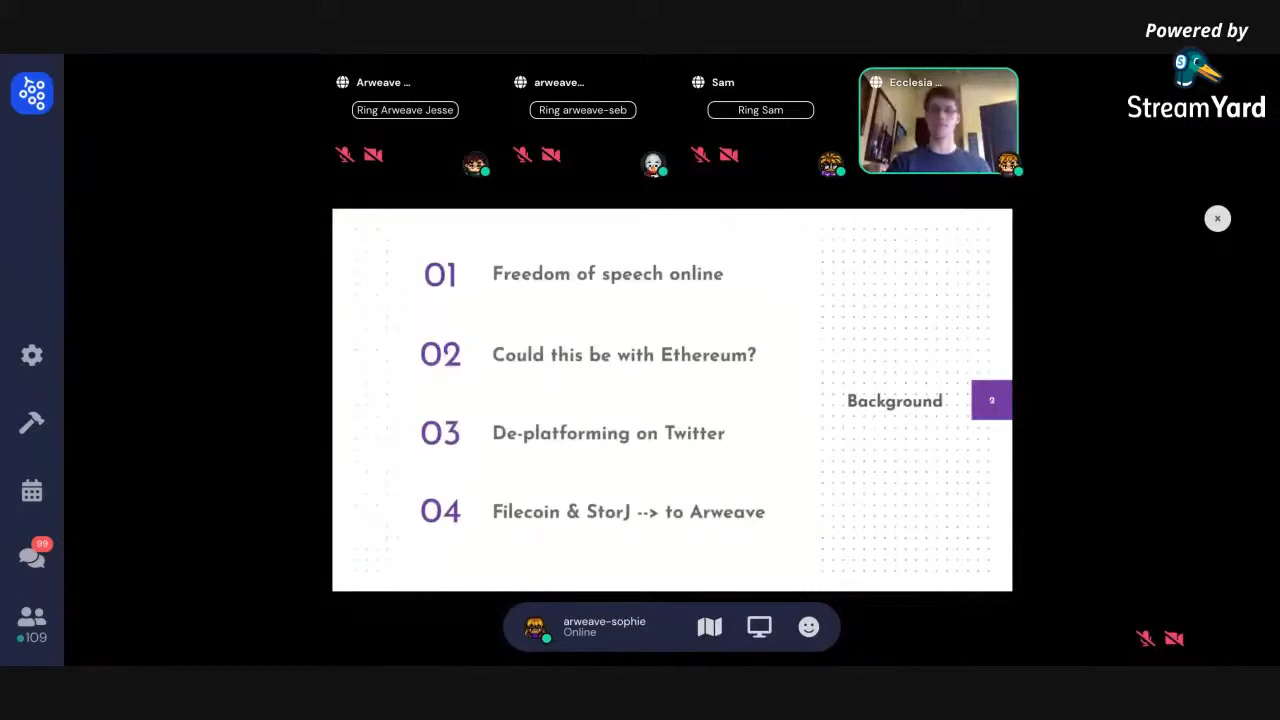 Powered by
StreamYard
Arweave ...
Ring Arweave Jesse
arweave...
Ring arweave-seb
Sam
Ring Sam
Ecclesia ...
01 Freedom of speech online
02 Could this be with Ethereum?
03 De-platforming on Twitter
04 Filecoin & StorJ --> to Arweave
Background 2
99
109
arweave-sophie
Online